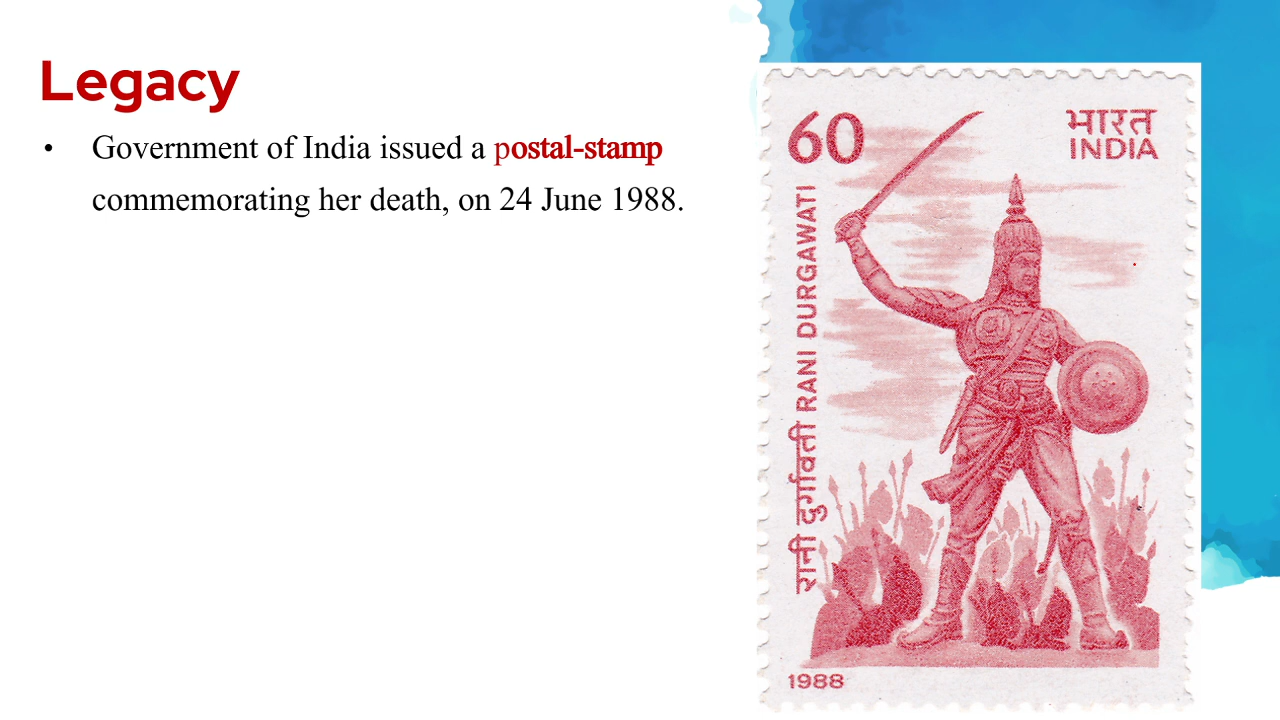 Legacy
• Government of India issued a postal-stamp
commemorating her death, on 24 June 1988.
60
भारत
INDIA
रानी दुर्गावती RANI DURGAWATI
1988